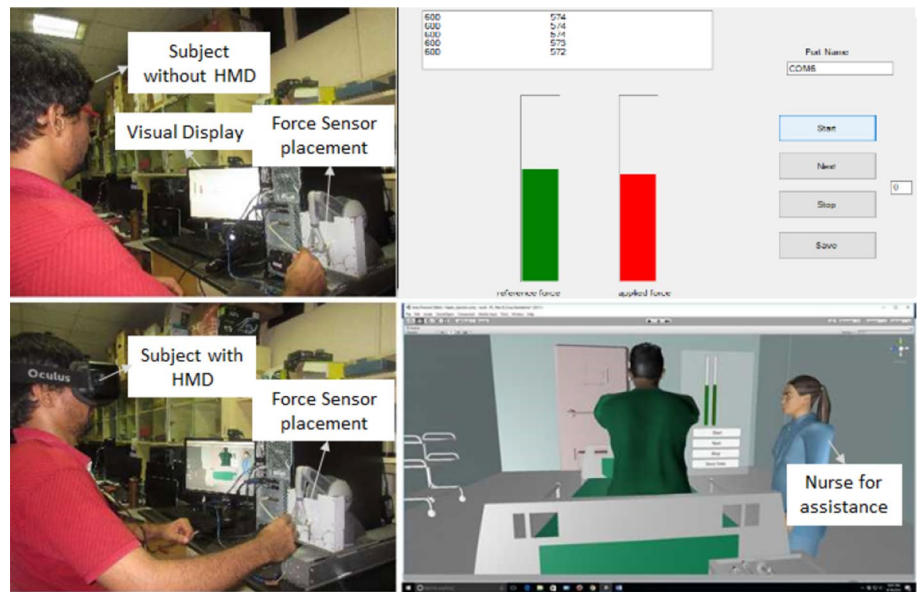 Subject
without HMD
Visual Display
Force Sensor
placement
600 574
600 574
600 574
600 573
600 572
Port Name
COM6
Start
Next
Stop
Save
0
reference force
applied force
Oculus
Subject with
HMD
Force Sensor
placement
Start
Next
Stop
Save Data
Nurse for
assistance